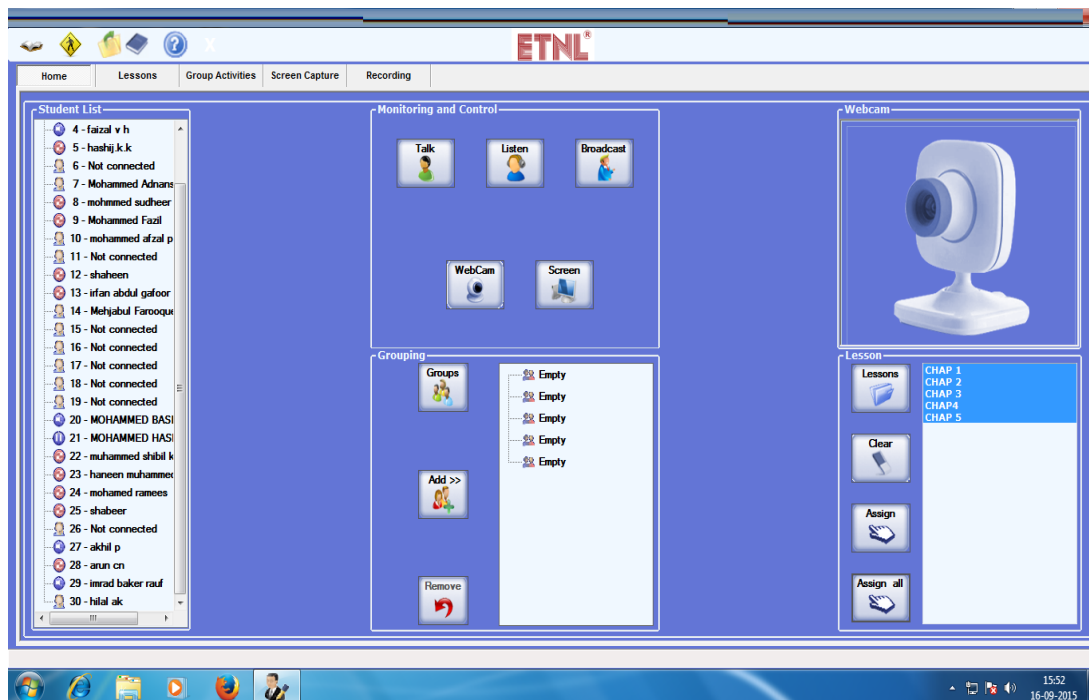 ETNL®
Home Lessons Group Activities Screen Capture Recording
Student List
4 - faizal v h
5 - hashij.k.k
6 - Not connected
7 - Mohammed Adnans
8 - mohmmed sudheer
9 - Mohammed Fazil
10 - mohammed afzal p
11 - Not connected
12 - shaheen
13 - irfan abdul gafoor
14 - Mehjabul Farooque
15 - Not connected
16 - Not connected
17 - Not connected
18 - Not connected
19 - Not connected
20 - MOHAMMED BASI
21 - MOHAMMED HASI
22 - muhammed shibil k
23 - haneen muhammed
24 - mohamed ramees
25 - shabeer
26 - Not connected
27 - akhil p
28 - arun cn
29 - imrad baker rauf
30 - hilal ak
Monitoring and Control
Talk Listen Broadcast
WebCam Screen
Grouping
Groups
Add >>
Remove
Empty
Empty
Empty
Empty
Empty
Webcam
Lesson
Lessons
Clear
Assign
Assign all
CHAP 1
CHAP 2
CHAP 3
CHAP4
CHAP 5
15:52
16-09-2015